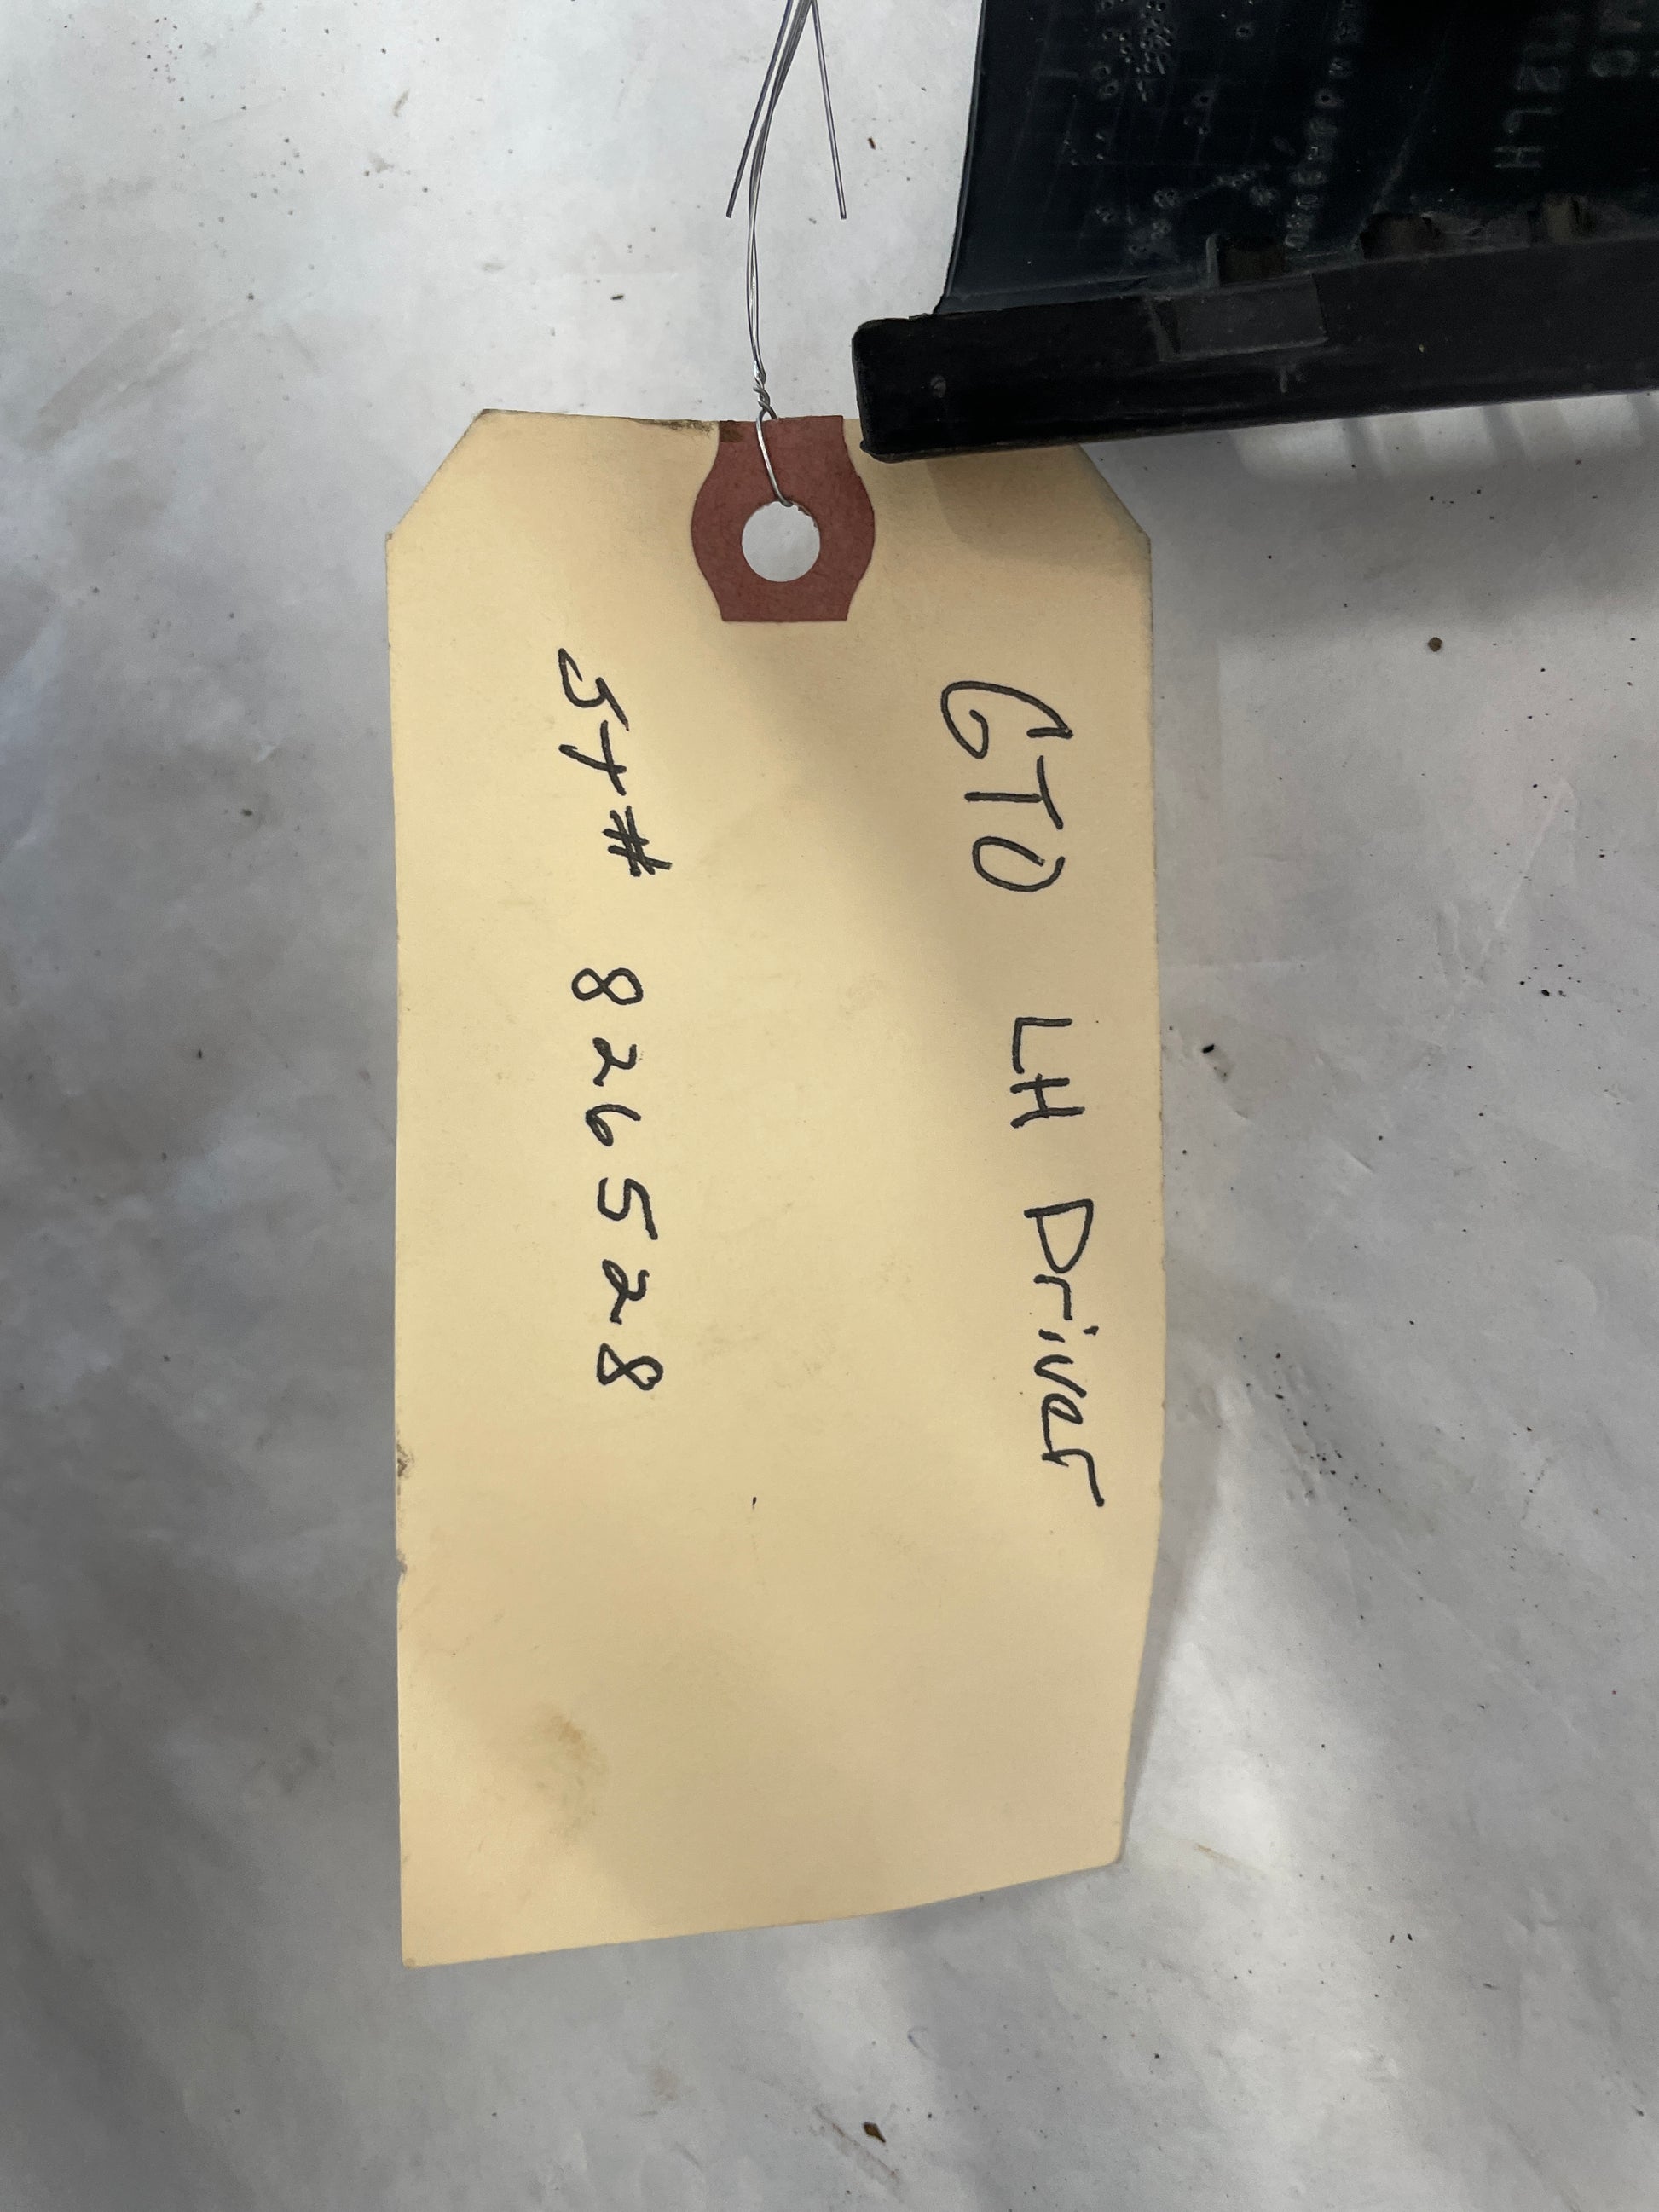 GTO LH Driver
St# 826528